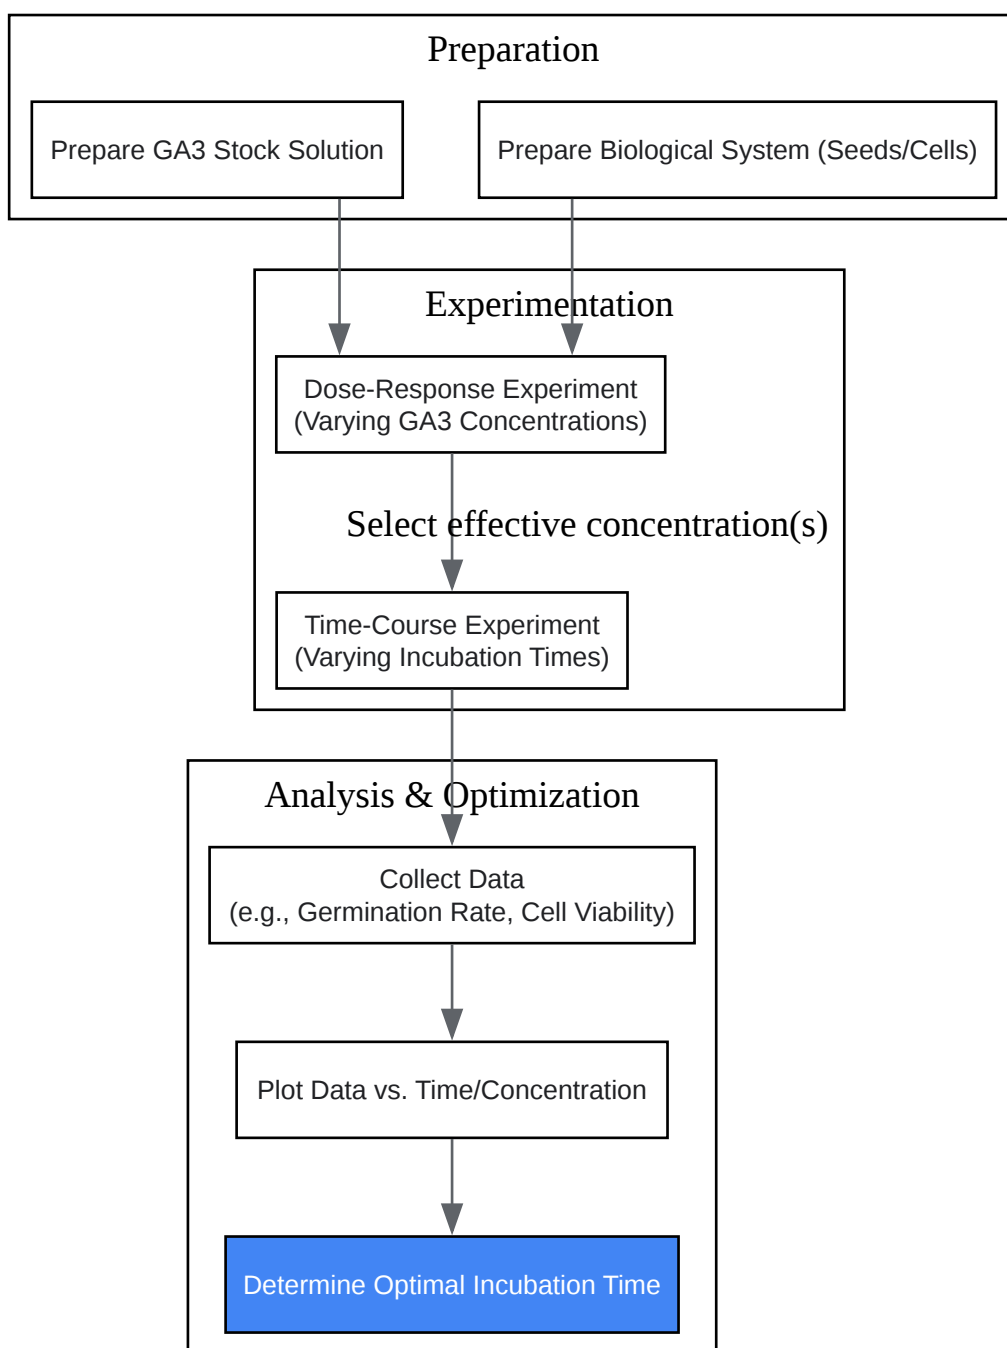 Preparation
Prepare GA3 Stock Solution
Prepare Biological System (Seeds/Cells)
Experimentation
Dose-Response Experiment
(Varying GA3 Concentrations)
Select effective concentration(s)
Time-Course Experiment
(Varying Incubation Times)
Analysis & Optimization
Collect Data
(e.g., Germination Rate, Cell Viability)
Plot Data vs. Time/Concentration
Determine Optimal Incubation Time